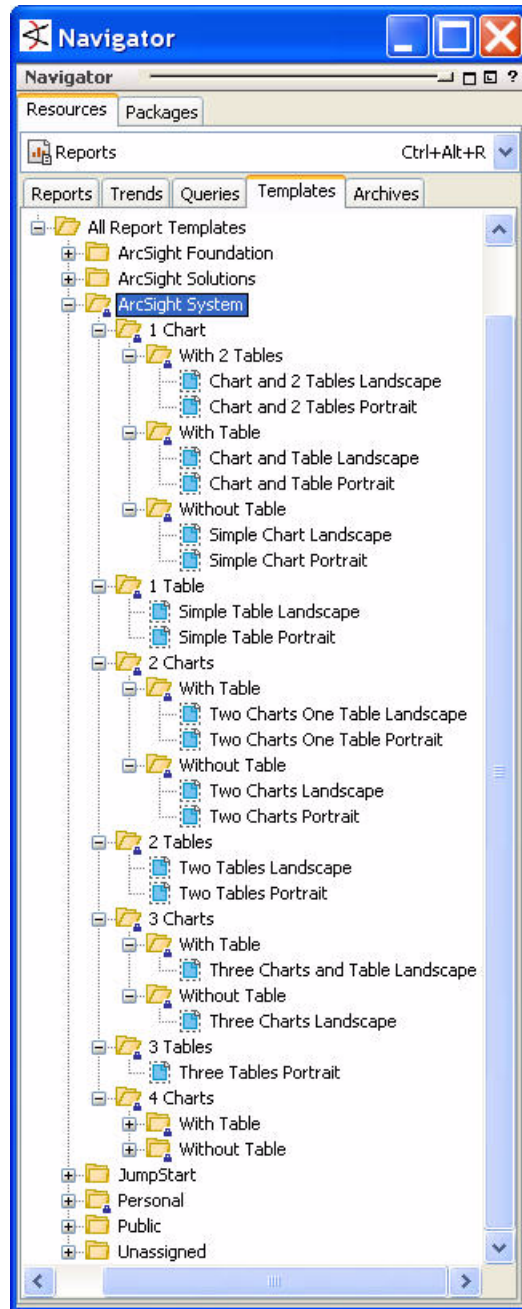 Navigator
Navigator ?
Resources Packages
Reports Ctrl+Alt+R
Reports Trends Queries Templates Archives
All Report Templates
ArcSight Foundation
ArcSight Solutions
ArcSight System
1 Chart
With 2 Tables
Chart and 2 Tables Landscape
Chart and 2 Tables Portrait
With Table
Chart and Table Landscape
Chart and Table Portrait
Without Table
Simple Chart Landscape
Simple Chart Portrait
1 Table
Simple Table Landscape
Simple Table Portrait
2 Charts
With Table
Two Charts One Table Landscape
Two Charts One Table Portrait
Without Table
Two Charts Landscape
Two Charts Portrait
2 Tables
Two Tables Landscape
Two Tables Portrait
3 Charts
With Table
Three Charts and Table Landscape
Without Table
Three Charts Landscape
3 Tables
Three Tables Portrait
4 Charts
With Table
Without Table
JumpStart
Personal
Public
Unassigned